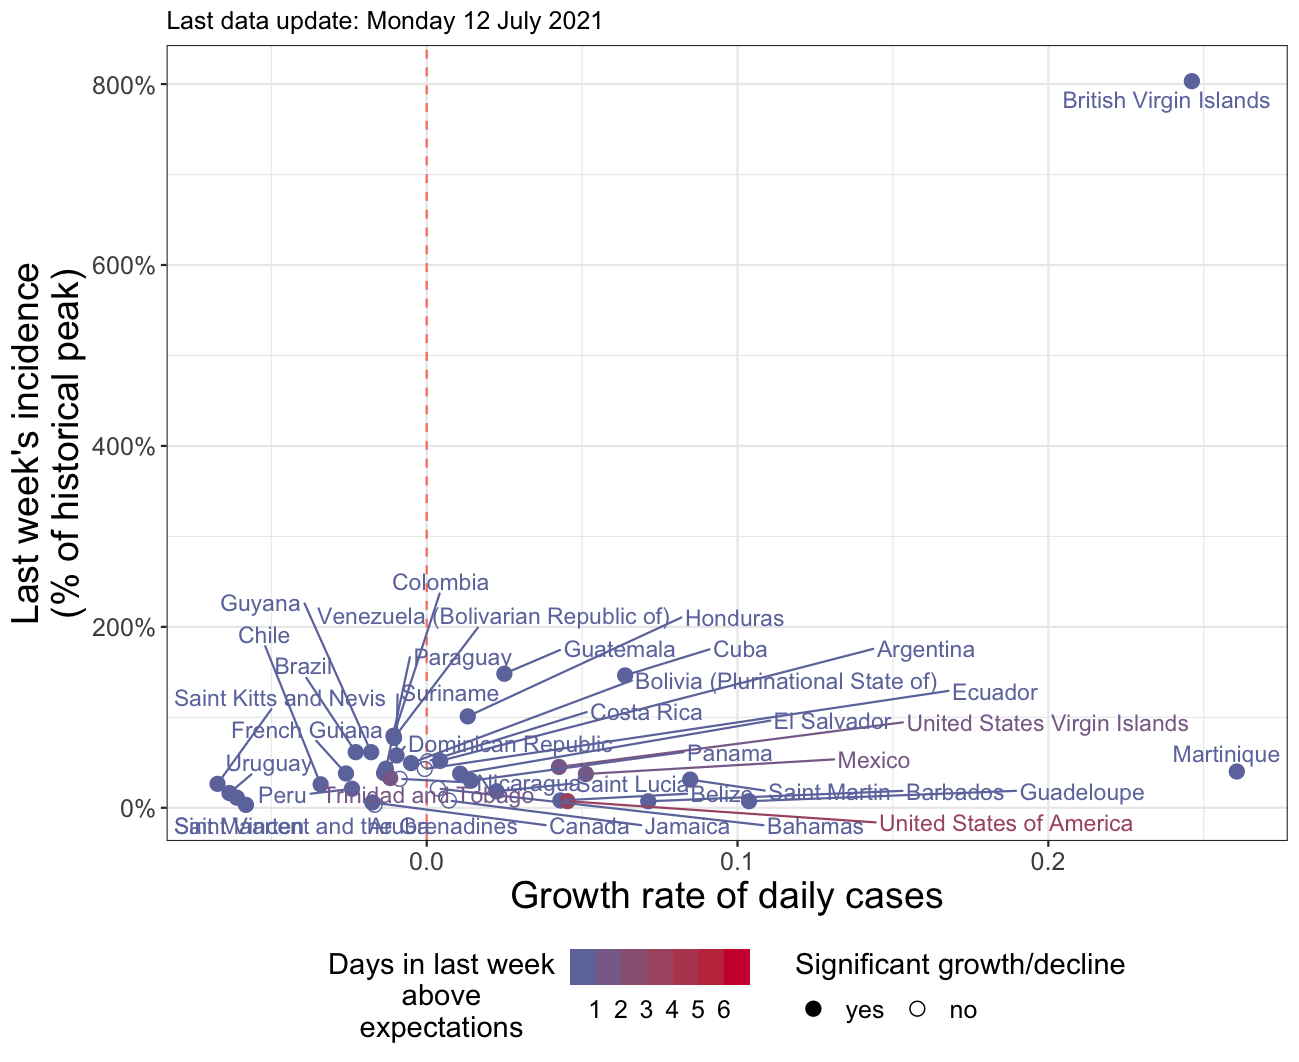 Last data update: Monday 12 July 2021
Last week's incidence
(% of historical peak)
800%
600%
400%
200%
0%
British Virgin Islands
Colombia
Guyana
Venezuela (Bolivarian Republic of)
Honduras
Chile
Guatemala
Cuba
Argentina
Paraguay
Brazil
Bolivia (Plurinational State of)
Ecuador
Saint Kitts and Nevis
Suriname
Costa Rica
El Salvador
United States Virgin Islands
French Guiana
Dominican Republic
Panama
Martinique
Uruguay
Mexico
Nicaragua
Saint Lucia
Peru
Trinidad and Tobago
Belize
Saint Martin
Barbados
Guadeloupe
Sint Maarten
Saint Vincent and the Grenadines
Aruba
Canada
Jamaica
Bahamas
United States of America
0.0
0.1
0.2
Growth rate of daily cases
Days in last week
above
expectations
1 2 3 4 5 6
Significant growth/decline
yes
no